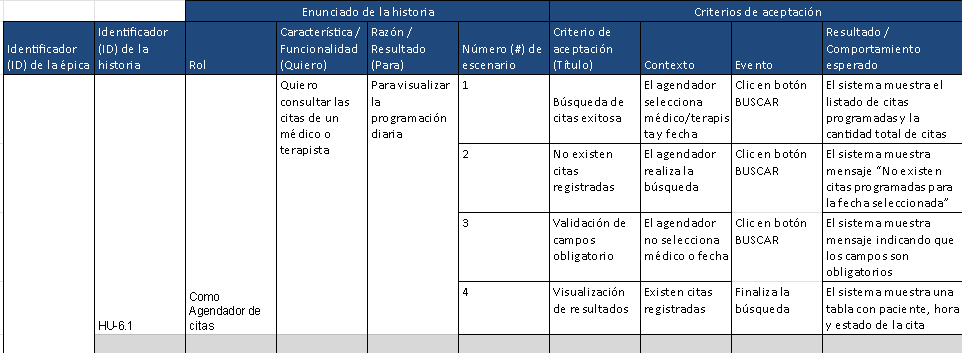 Enunciado de la historia
Criterios de aceptación
Identificador
(ID) de la épica
Identificador
(ID) de la
historia
Rol
Característica /
Funcionalidad
(Quiero)
Razón /
Resultado
(Para)
Número (#) de
escenario
Criterio de
aceptación
(Título)
Contexto
Evento
Resultado /
Comportamiento
esperado
HU-6.1
Como
Agendador de
citas
Quiero
consultar las
citas de un
médico o
terapista
Para visualizar
la
programación
diaria
1
Búsqueda de
citas exitosa
El agendador
selecciona
médico/terapis
ta y fecha
Clic en botón
BUSCAR
El sistema muestra el
listado de citas
programadas y la
cantidad total de citas
2
No existen
citas
registradas
El agendador
realiza la
búsqueda
Clic en botón
BUSCAR
El sistema muestra
mensaje “No existen
citas programadas para
la fecha seleccionada”
3
Validación de
campos
obligatorio
El agendador
no selecciona
médico o fecha
Clic en botón
BUSCAR
El sistema muestra
mensaje indicando que
los campos son
obligatorios
4
Visualización
de resultados
Existen citas
registradas
Finaliza la
búsqueda
El sistema muestra una
tabla con paciente, hora
y estado de la cita